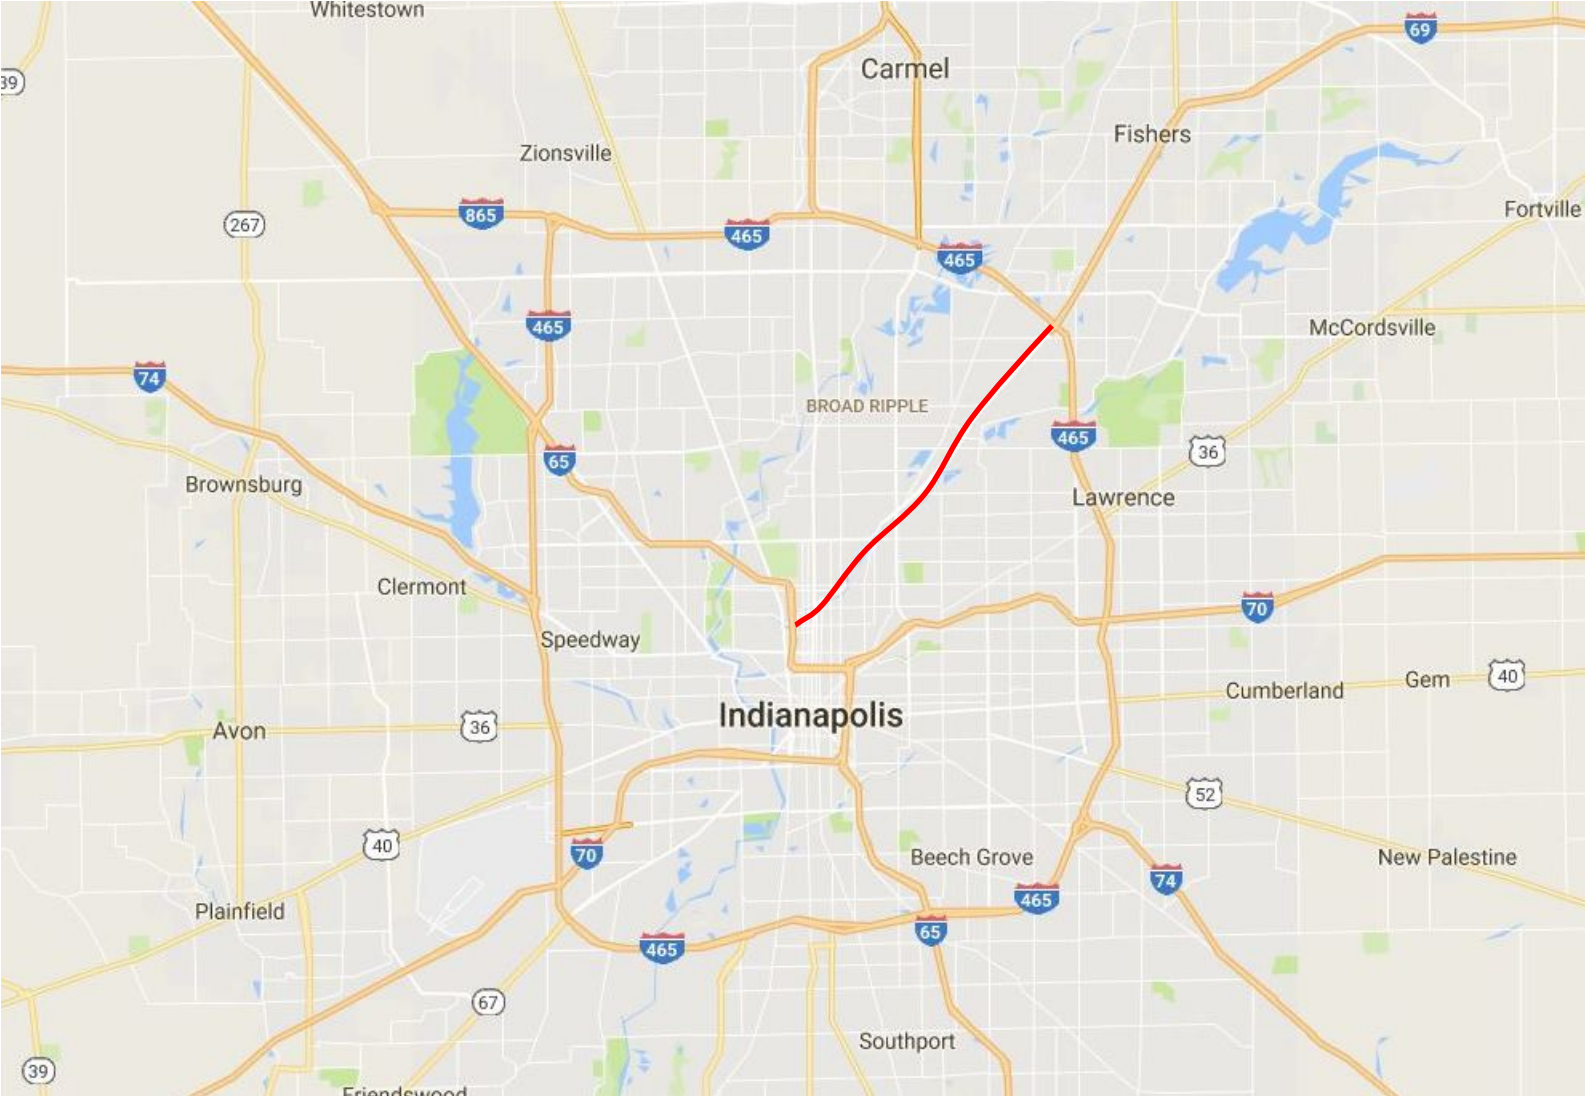 Whitestown
69
Carmel
39
Fishers
Zionsville
865
267
465
465
Fortville
465
McCordsville
74
BROAD RIPPLE
465
36
65
Brownsburg
Lawrence
Clermont
70
Speedway
Gem
40
Cumberland
Indianapolis
36
Avon
52
40
70
Beech Grove
New Palestine
74
465
Plainfield
65
465
67
Southport
39
Friendswood